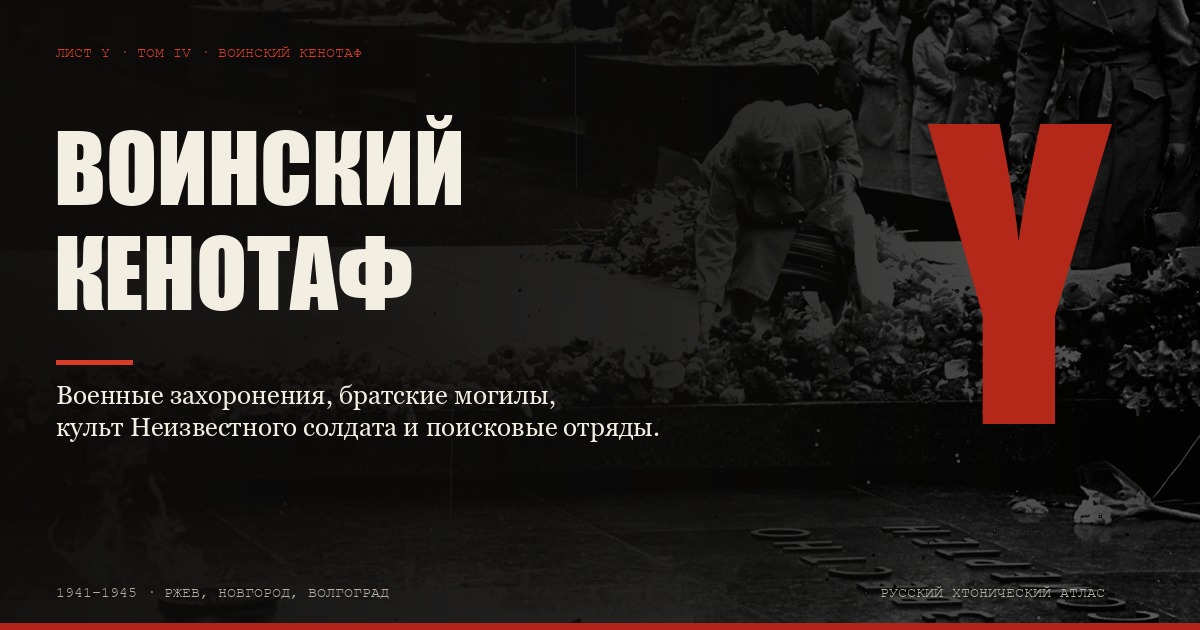 ЛИСТ Y · ТОМ IV · ВОИНСКИЙ КЕНОТАФ
ВОИНСКИЙ
КЕНОТАФ
Y
Военные захоронения, братские могилы,
культ Неизвестного солдата и поисковые отряды.
1941–1945 · РЖЕВ, НОВГОРОД, ВОЛГОГРАД
РУССКИЙ ХТОНИЧЕСКИЙ АТЛАС